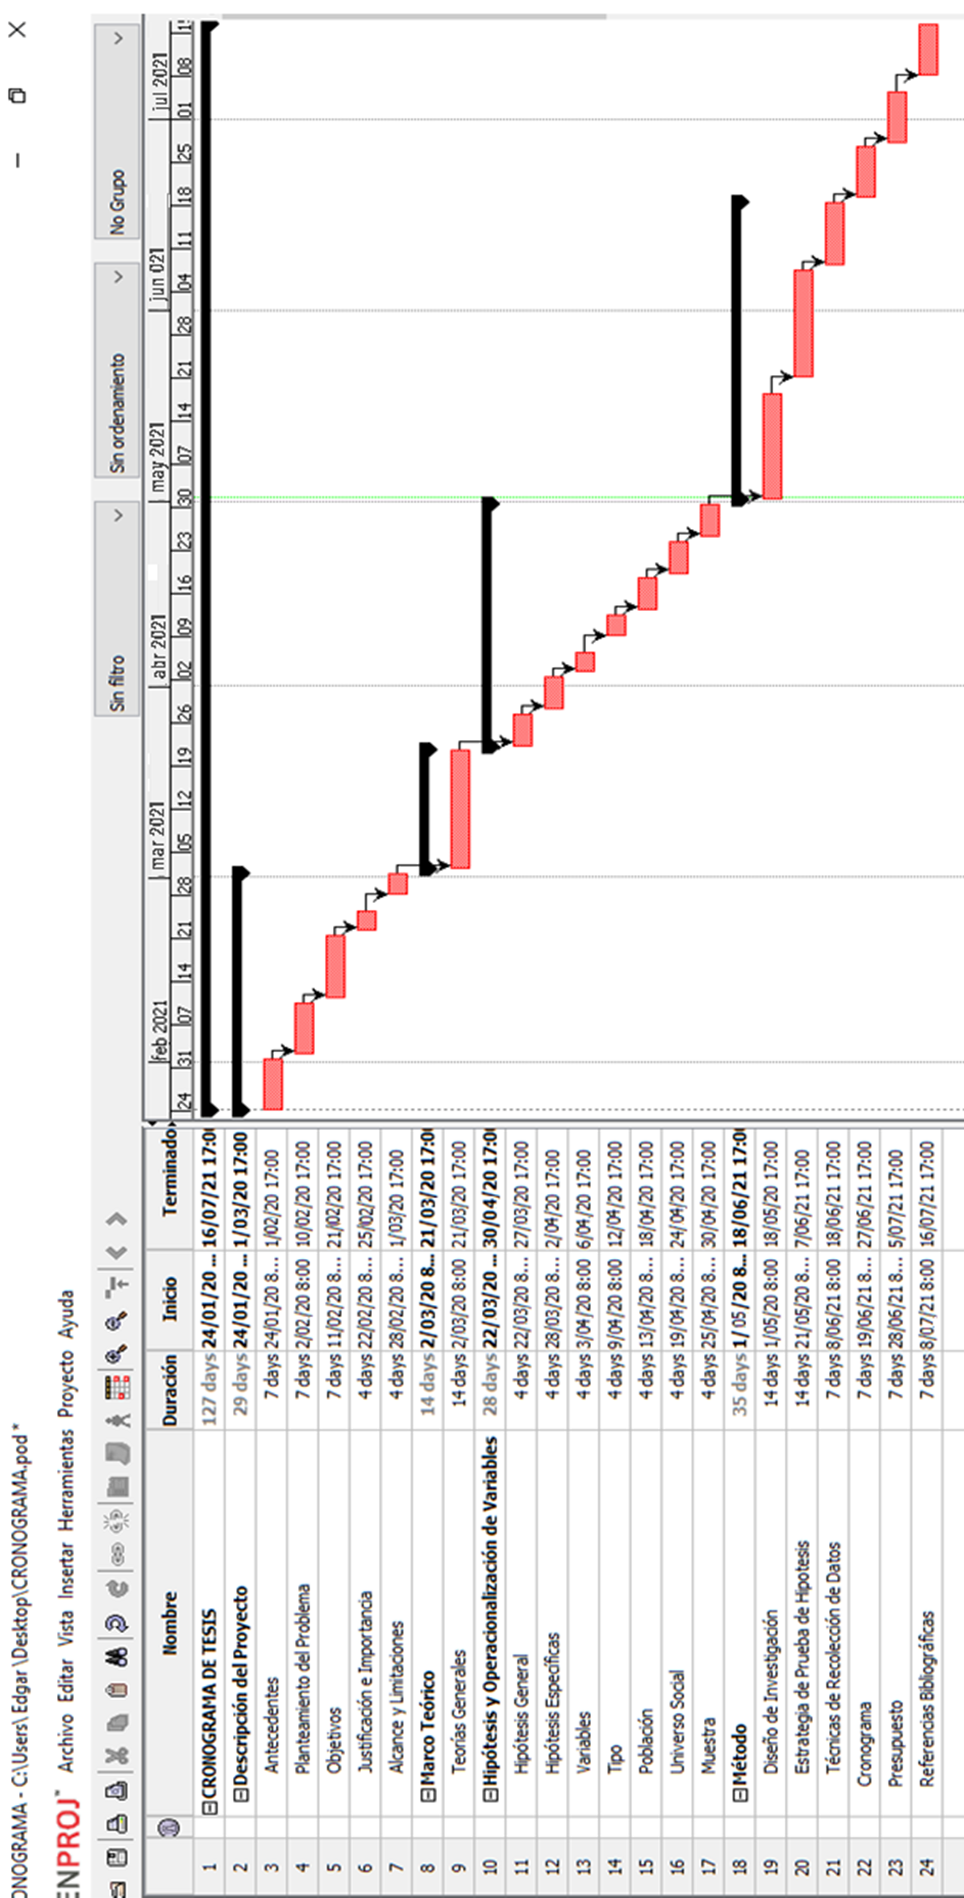 ONOGRAMA - C:\Users\Edgar\Desktop\CRONOGRAMA.pod *
ENPROJ™ Archivo Editar Vista Insertar Herramientas Proyecto Ayuda
Sin filtro Sin ordenamiento No Grupo
Nombre Duración Inicio Terminado
feb 2021 mar 2021 abr 2021 may 2021 jun 021 jul 2021
24 31 07 14 21 28 05 12 19 26 02 09 16 23 30 07 14 21 28 04 11 18 25 01 08
1 CRONOGRAMA DE TESIS 127 days 24/01/20 ... 16/07/21 17:00
2 Descripción del Proyecto 29 days 24/01/20 ... 1/03/20 17:00
3 Antecedentes 7 days 24/01/20 8... 1/02/20 17:00
4 Planteamiento del Problema 7 days 2/02/20 8:00 10/02/20 17:00
5 Objetivos 7 days 11/02/20 8... 21/02/20 17:00
6 Justificación e Importancia 4 days 22/02/20 8... 25/02/20 17:00
7 Alcance y Limitaciones 4 days 28/02/20 8... 1/03/20 17:00
8 Marco Teórico 14 days 2/03/20 8... 21/03/20 17:00
9 Teorías Generales 14 days 2/03/20 8:00 21/03/20 17:00
10 Hipótesis y Operacionalización de Variables 28 days 22/03/20 ... 30/04/20 17:00
11 Hipótesis General 4 days 22/03/20 8... 27/03/20 17:00
12 Hipótesis Específicas 4 days 28/03/20 8... 2/04/20 17:00
13 Variables 4 days 3/04/20 8:00 6/04/20 17:00
14 Tipo 4 days 9/04/20 8:00 12/04/20 17:00
15 Población 4 days 13/04/20 8... 18/04/20 17:00
16 Universo Social 4 days 19/04/20 8... 24/04/20 17:00
17 Muestra 4 days 25/04/20 8... 30/04/20 17:00
18 Método 35 days 1/05/20 8... 18/06/21 17:00
19 Diseño de Investigación 14 days 1/05/20 8:00 18/05/20 17:00
20 Estrategia de Prueba de Hipotesis 14 days 21/05/20 8... 7/06/21 17:00
21 Técnicas de Recolección de Datos 7 days 8/06/21 8:00 18/06/21 17:00
22 Cronograma 7 days 19/06/21 8... 27/06/21 17:00
23 Presupuesto 7 days 28/06/21 8... 5/07/21 17:00
24 Referencias Bibliográficas 7 days 8/07/21 8:00 16/07/21 17:00